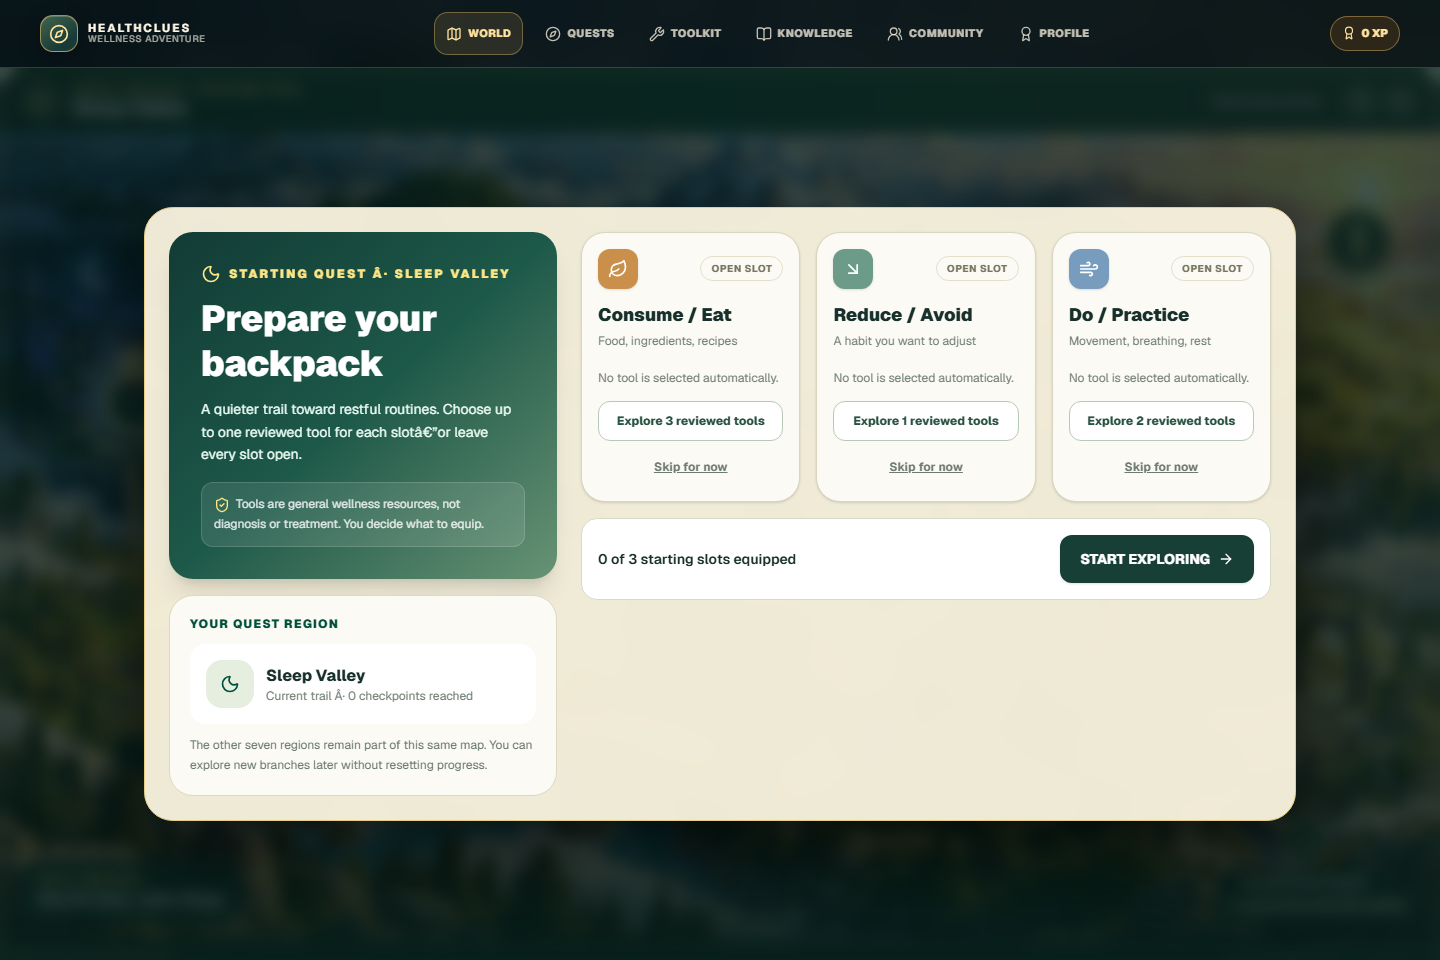 HEALTHCLUES
WELLNESS ADVENTURE
WORLD
QUESTS
TOOLKIT
KNOWLEDGE
COMMUNITY
PROFILE
0 XP
STARTING QUEST Â· SLEEP VALLEY
Prepare your
backpack
A quieter trail toward restful routines. Choose up
to one reviewed tool for each slotâ€”or leave
every slot open.
Tools are general wellness resources, not
diagnosis or treatment. You decide what to equip.
YOUR QUEST REGION
Sleep Valley
Current trail Â· 0 checkpoints reached
The other seven regions remain part of this same map. You can
explore new branches later without resetting progress.
OPEN SLOT
Consume / Eat
Food, ingredients, recipes
No tool is selected automatically.
Explore 3 reviewed tools
Skip for now
OPEN SLOT
Reduce / Avoid
A habit you want to adjust
No tool is selected automatically.
Explore 1 reviewed tools
Skip for now
OPEN SLOT
Do / Practice
Movement, breathing, rest
No tool is selected automatically.
Explore 2 reviewed tools
Skip for now
0 of 3 starting slots equipped
START EXPLORING